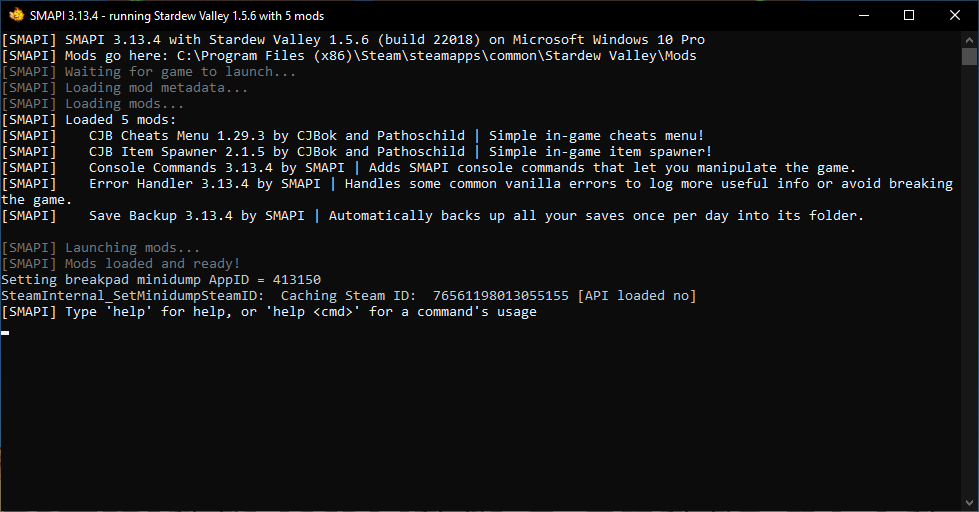 SMAPI 3.13.4 - running Stardew Valley 1.5.6 with 5 mods
[SMAPI] SMAPI 3.13.4 with Stardew Valley 1.5.6 (build 22018) on Microsoft Windows 10 Pro
[SMAPI] Mods go here: C:\Program Files (x86)\Steam\steamapps\common\Stardew Valley\Mods
[SMAPI] Waiting for game to launch...
[SMAPI] Loading mod metadata...
[SMAPI] Loading mods...
[SMAPI] Loaded 5 mods:
[SMAPI]    CJB Cheats Menu 1.29.3 by CJBok and Pathoschild | Simple in-game cheats menu!
[SMAPI]    CJB Item Spawner 2.1.5 by CJBok and Pathoschild | Simple in-game item spawner!
[SMAPI]    Console Commands 3.13.4 by SMAPI | Adds SMAPI console commands that let you manipulate the game.
[SMAPI]    Error Handler 3.13.4 by SMAPI | Handles some common vanilla errors to log more useful info or avoid breaking
the game.
[SMAPI]    Save Backup 3.13.4 by SMAPI | Automatically backs up all your saves once per day into its folder.
[SMAPI] Launching mods...
[SMAPI] Mods loaded and ready!
Setting breakpad minidump AppID = 413150
SteamInternal_SetMinidumpSteamID:  Caching Steam ID:  76561198013055155 [API loaded no]
[SMAPI] Type 'help' for help, or 'help <cmd>' for a command's usage